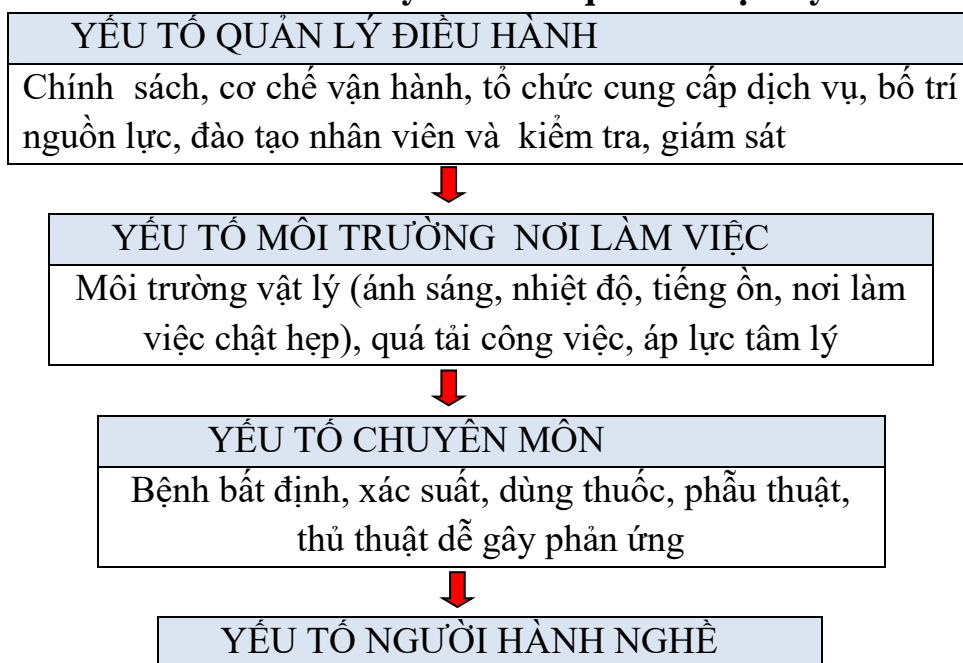 YẾU TỐ QUẢN LÝ ĐIỀU HÀNH
Chính sách, cơ chế vận hành, tổ chức cung cấp dịch vụ, bố trí
nguồn lực, đào tạo nhân viên và kiểm tra, giám sát
YẾU TỐ MÔI TRƯỜNG NƠI LÀM VIỆC
Môi trường vật lý (ánh sáng, nhiệt độ, tiếng ồn, nơi làm
việc chật hẹp), quá tải công việc, áp lực tâm lý
YẾU TỐ CHUYÊN MÔN
Bệnh bất định, xác suất, dùng thuốc, phẫu thuật,
thủ thuật dễ gây phản ứng
YẾU TỐ NGƯỜI HÀNH NGHỀ